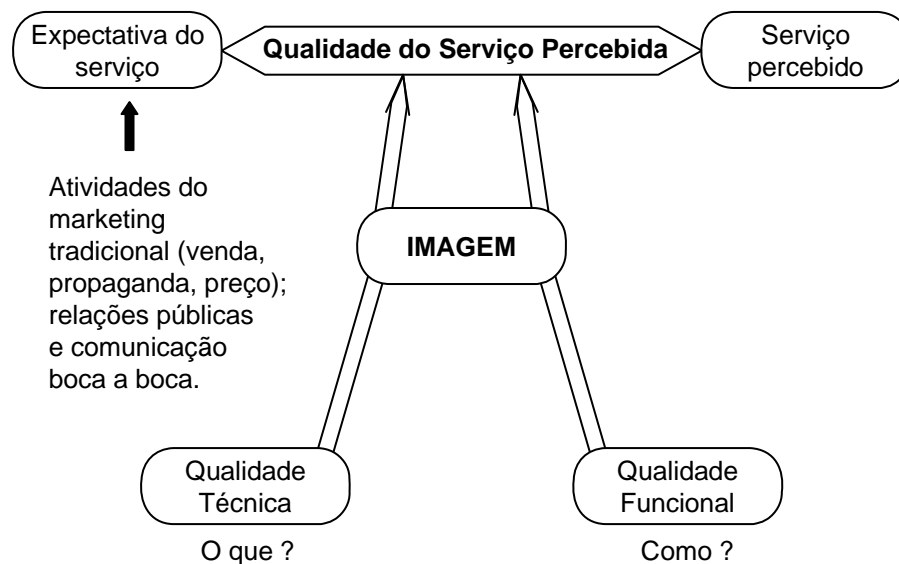 Expectativa do
serviço
Qualidade do Serviço Percebida
Serviço
percebido
Atividades do
marketing
tradicional (venda,
propaganda, preço);
relações públicas
e comunicação
boca a boca.
IMAGEM
Qualidade
Técnica
Qualidade
Funcional
O que ?
Como ?